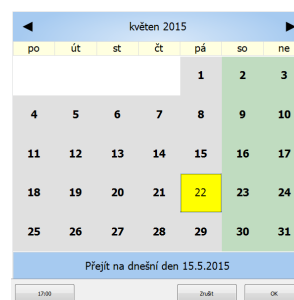 květen 2015
po út st čt pá so ne
1 2 3
4 5 6 7 8 9 10
11 12 13 14 15 16 17
18 19 20 21 22 23 24
25 26 27 28 29 30 31
Přejít na dnešní den 15.5.2015
17:00 Zrušit OK